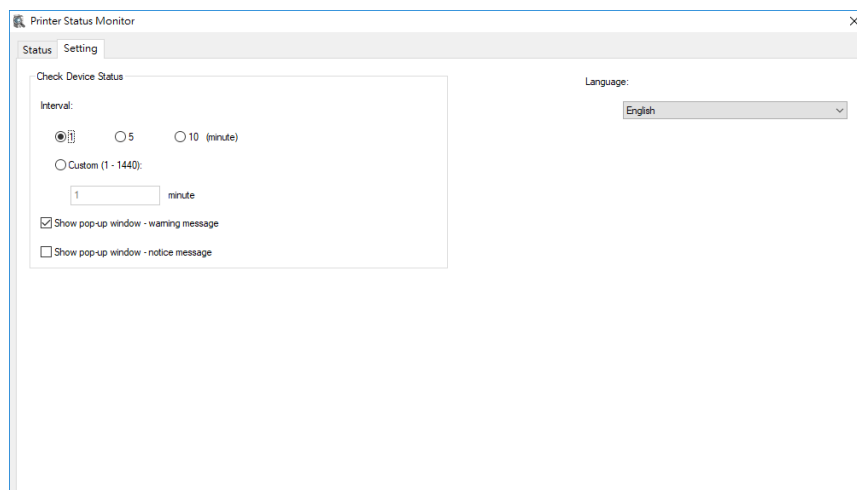 Printer Status Monitor
Status Setting
Check Device Status
Language:
English
Interval:
1 5 10 (minute)
Custom (1 - 1440):
1 minute
Show pop-up window - warning message
Show pop-up window - notice message